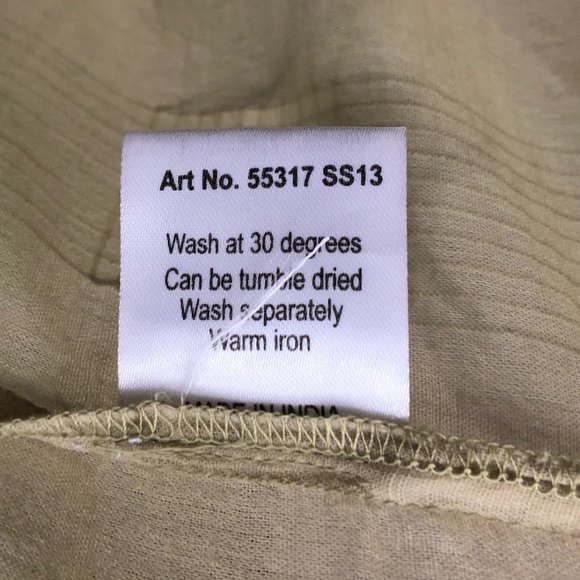 Art No. 55317 SS13
Wash at 30 degrees
Can be tumble dried
Wash separately
Warm iron
MADE IN INDIA